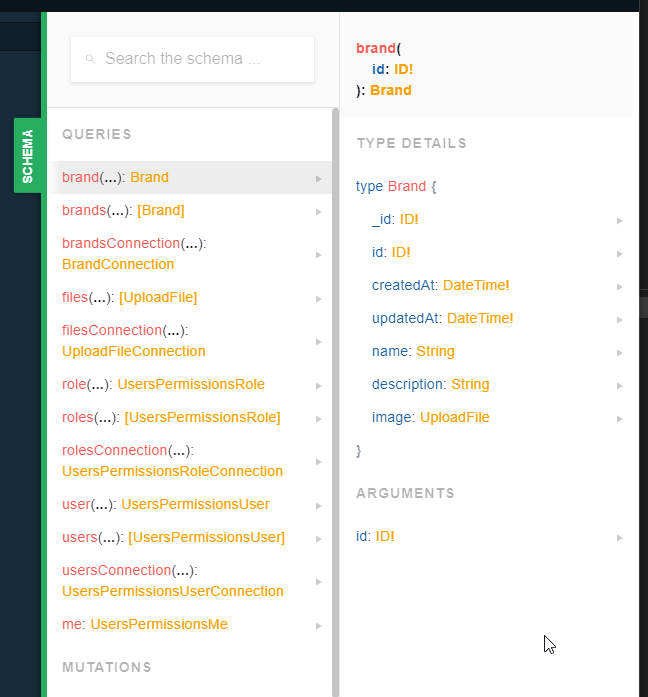 SCHEMA
Search the schema ...
QUERIES
brand(...): Brand
brands(...): [Brand]
brandsConnection(...):
BrandConnection
files(...): [UploadFile]
filesConnection(...):
UploadFileConnection
role(...): UsersPermissionsRole
roles(...): [UsersPermissionsRole]
rolesConnection(...):
UsersPermissionsRoleConnection
user(...): UsersPermissionsUser
users(...): [UsersPermissionsUser]
usersConnection(...):
UsersPermissionsUserConnection
me: UsersPermissionsMe
MUTATIONS
brand(
id: ID!
): Brand
TYPE DETAILS
type Brand {
_id: ID!
id: ID!
createdAt: DateTime!
updatedAt: DateTime!
name: String
description: String
image: UploadFile
}
ARGUMENTS
id: ID!